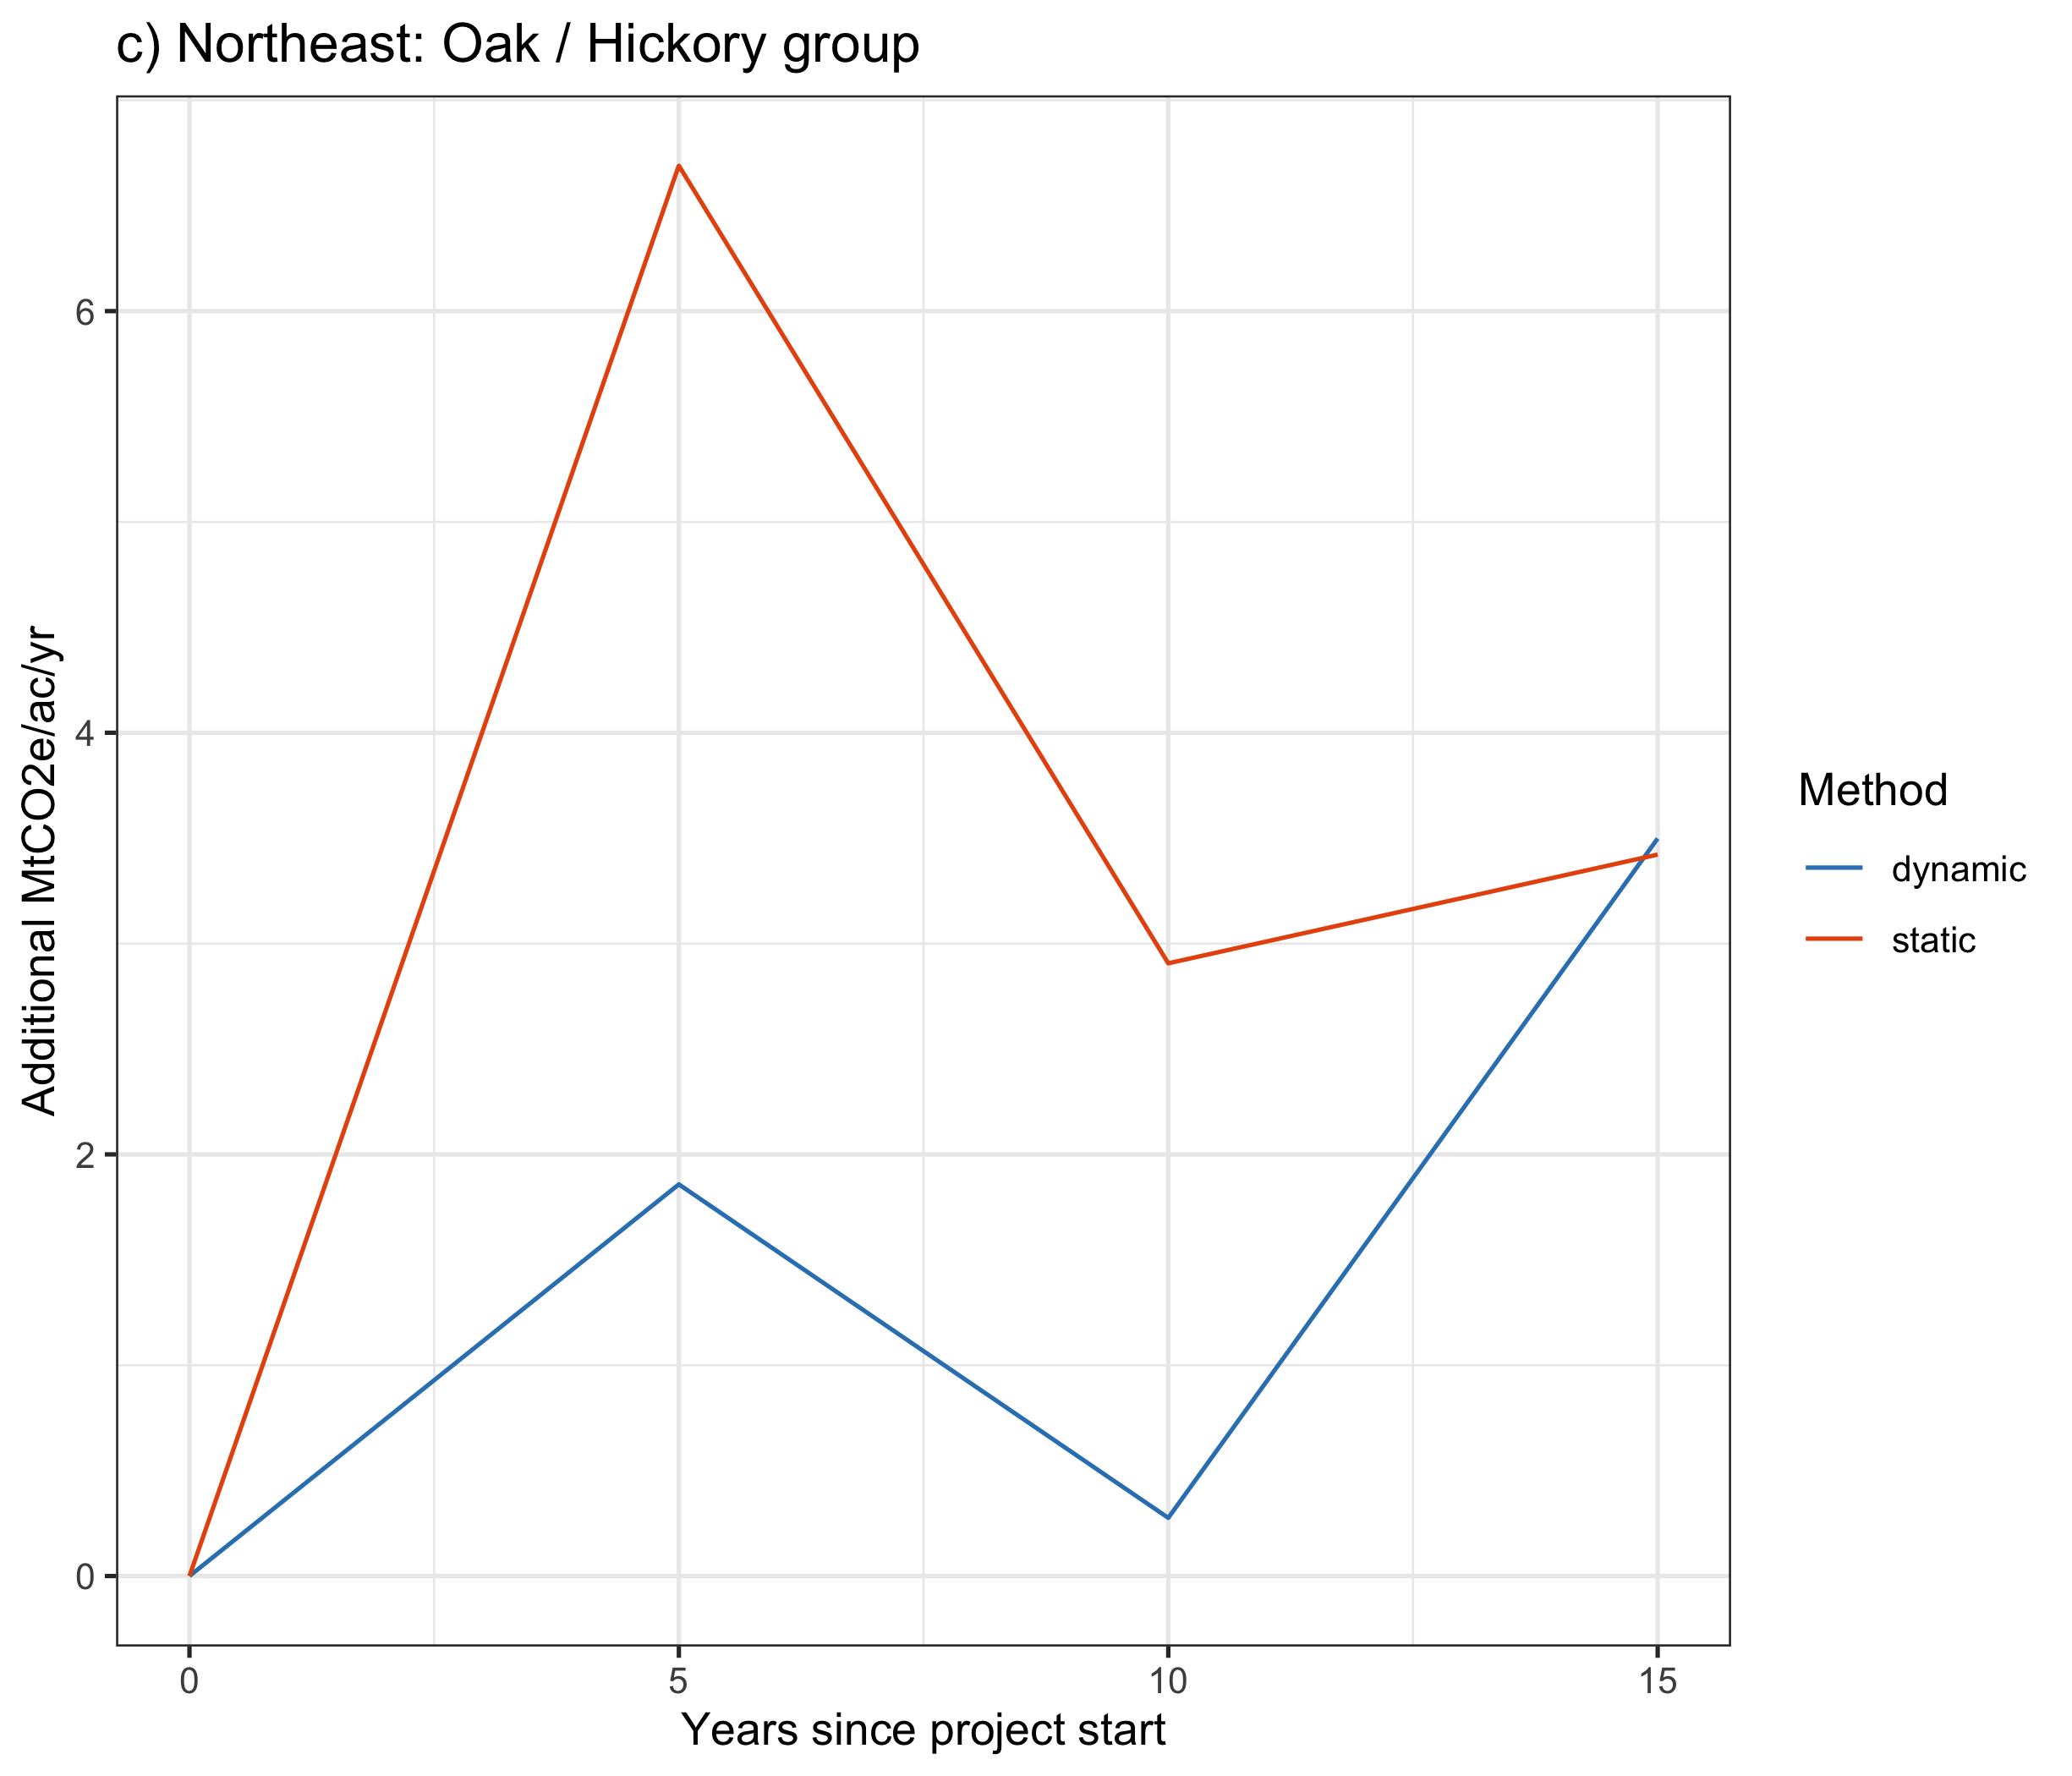 c) Northeast: Oak / Hickory group
Additional MtCO2e/ac/yr
6
4
2
0
0
5
10
15
Years since project start
Method
dynamic
static